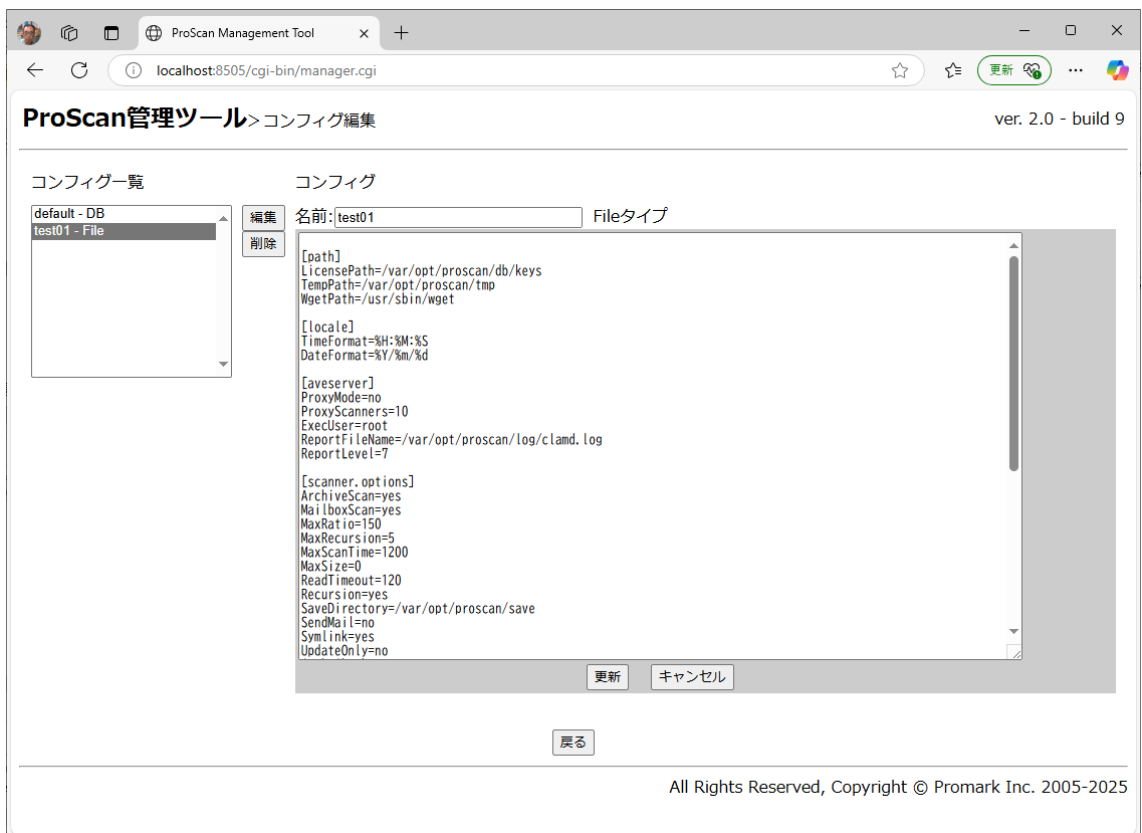 ProScan Management Tool
localhost:8505/cgi-bin/manager.cgi
更新
ProScan管理ツール>コンフィグ編集
ver. 2.0 - build 9
コンフィグ一覧
コンフィグ
default - DB
test01 - File
編集
削除
名前:test01
Fileタイプ
[path]
LicensePath=/var/opt/proscan/db/keys
TempPath=/var/opt/proscan/tmp
WgetPath=/usr/sbin/wget
[locale]
TimeFormat=%H:%M:%S
DateFormat=%Y/%m/%d
[aveserver]
ProxyMode=no
ProxyScanners=10
ExecUser=root
ReportFileName=/var/opt/proscan/log/clamd.log
ReportLevel=7
[scanner.options]
ArchiveScan=yes
MailboxScan=yes
MaxRatio=150
MaxRecursion=5
MaxScanTime=1200
MaxSize=0
ReadTimeout=120
Recursion=yes
SaveDirectory=/var/opt/proscan/save
SendMail=no
Symlink=yes
UpdateOnly=no
更新
キャンセル
戻る
All Rights Reserved, Copyright © Promark Inc. 2005-2025